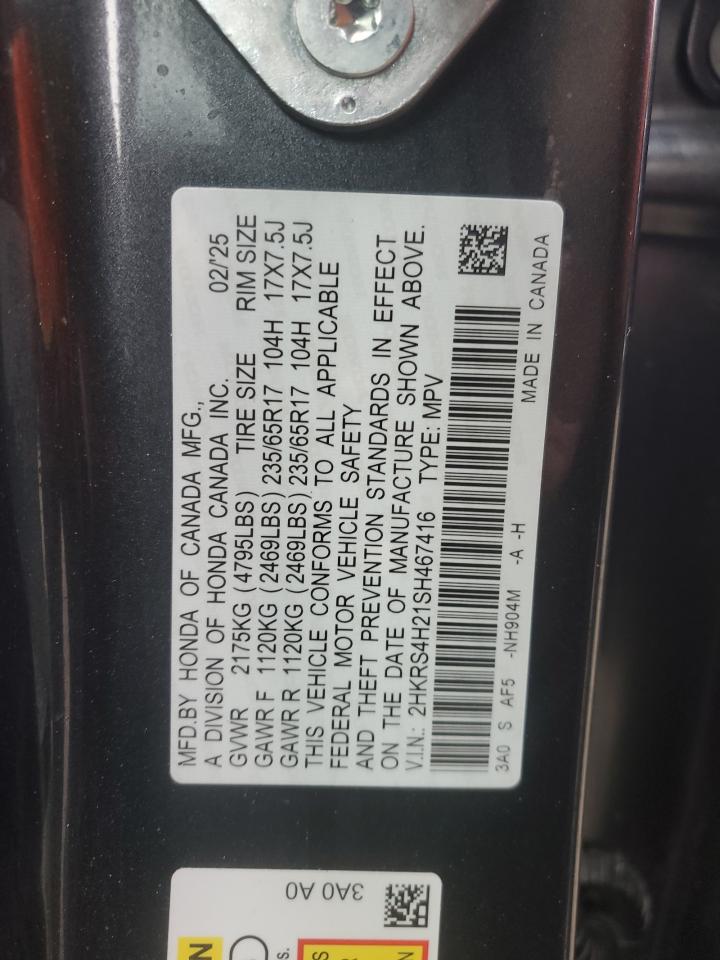 MFD.BY HONDA OF CANADA MFG.,
A DIVISION OF HONDA CANADA INC. 02/'25
GVWR 2175KG (4795LBS) TIRE SIZE RIM SIZE
GAWR F 1120KG (2469LBS) 235/65R17 104H 17X7.5J
GAWR R 1120KG (2469LBS) 235/65R17 104H 17X7.5J
THIS VEHICLE CONFORMS TO ALL APPLICABLE
FEDERAL MOTOR VEHICLE SAFETY
AND THEFT PREVENTION STANDARDS IN EFFECT
ON THE DATE OF MANUFACTURE SHOWN ABOVE.
V.I.N.: 2HKRS4H21SH467416 TYPE: MPV
3A0 S AF5 -NH904M -A -H
MADE IN CANADA
3A0 A0